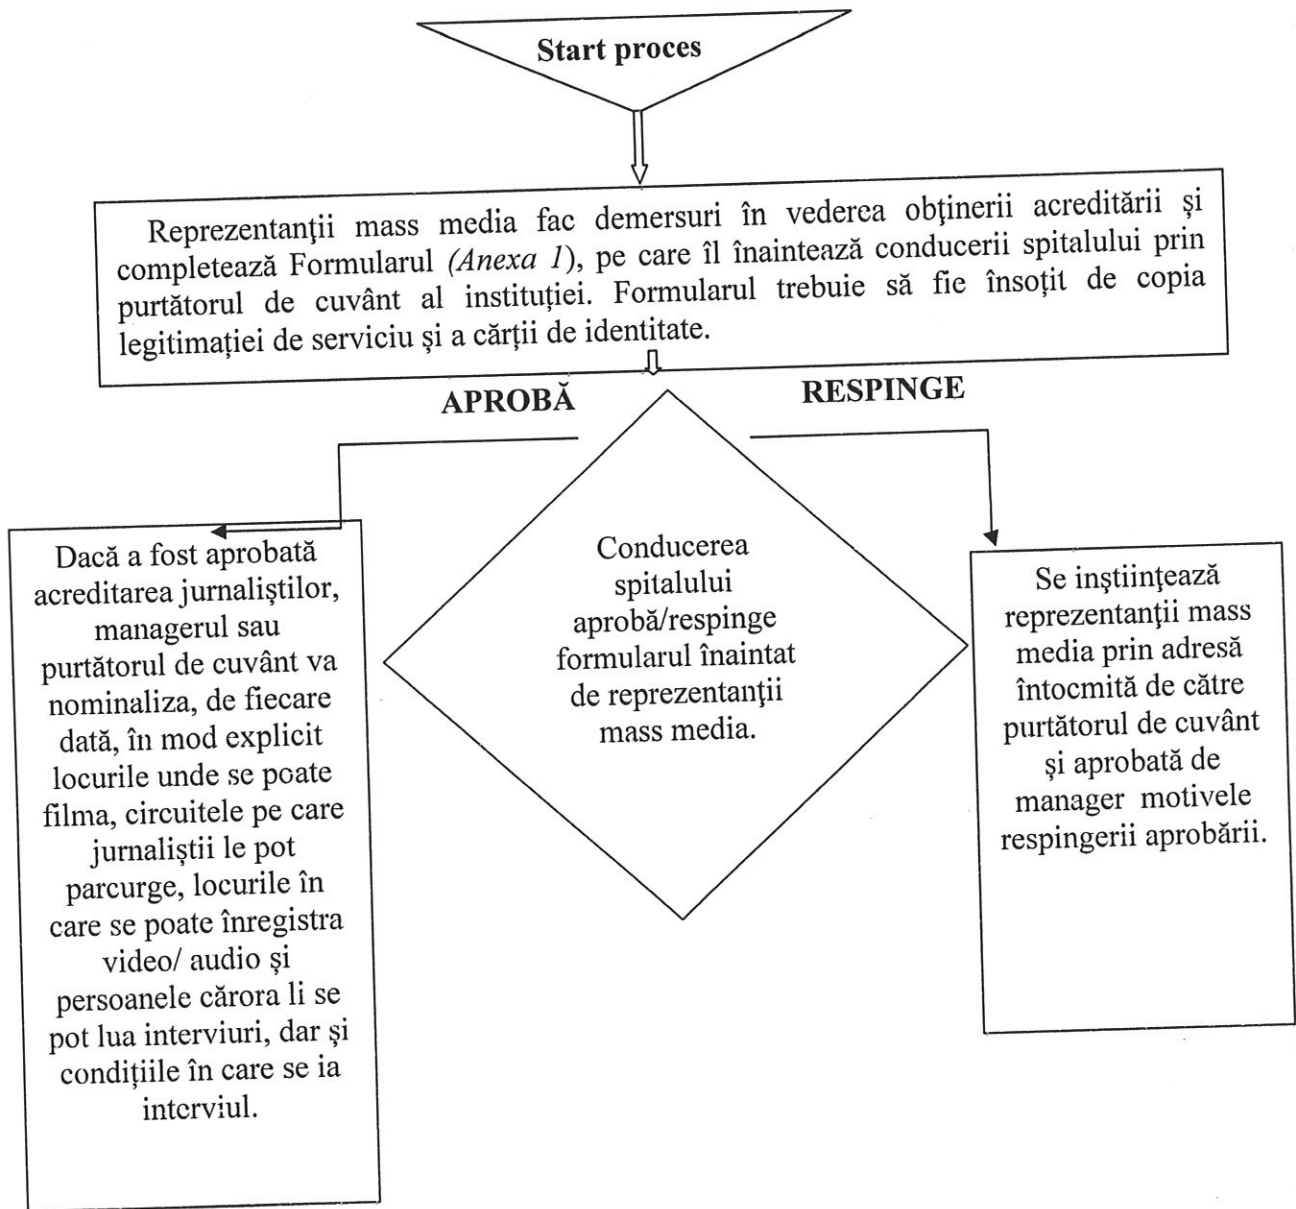 Start proces
Reprezentanţii mass media fac demersuri în vederea obţinerii acreditării şi
completează Formularul (Anexa 1), pe care îl înaintează conducerii spitalului prin
purtătorul de cuvânt al instituţiei. Formularul trebuie să fie însoţit de copia
legitimaţiei de serviciu şi a cărţii de identitate.
APROBĂ
RESPINGE
Dacă a fost aprobată
acreditarea jurnaliştilor,
managerul sau
purtătorul de cuvânt va
nominaliza, de fiecare
dată, în mod explicit
locurile unde se poate
filma, circuitele pe care
jurnaliştii le pot
parcurge, locurile în
care se poate înregistra
video/ audio şi
persoanele cărora li se
pot lua interviuri, dar şi
condiţiile în care se ia
interviul.
Conducerea
spitalului
aprobă/respinge
formularul înaintat
de reprezentanţii
mass media.
Se inştiinţează
reprezentanţii mass
media prin adresă
întocmită de către
purtătorul de cuvânt
şi aprobată de
manager motivele
respingerii aprobării.